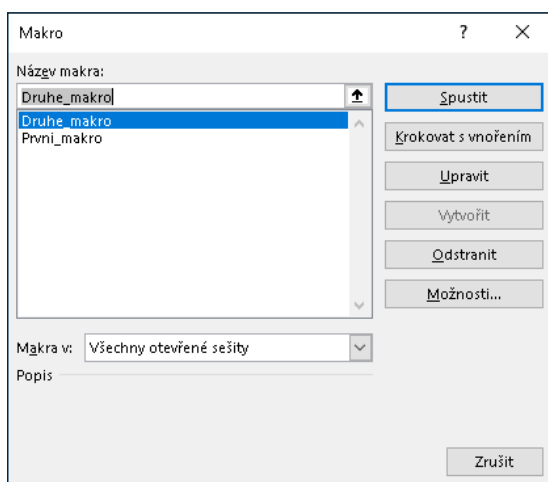 Makro
?
Název makra:
Druhe_makro
Druhe_makro
Prvni_makro
Spustit
Krokovat s vnořením
Upravit
Vytvořit
Odstranit
Možnosti...
Makra v: Všechny otevřené sešity
Popis
Zrušit